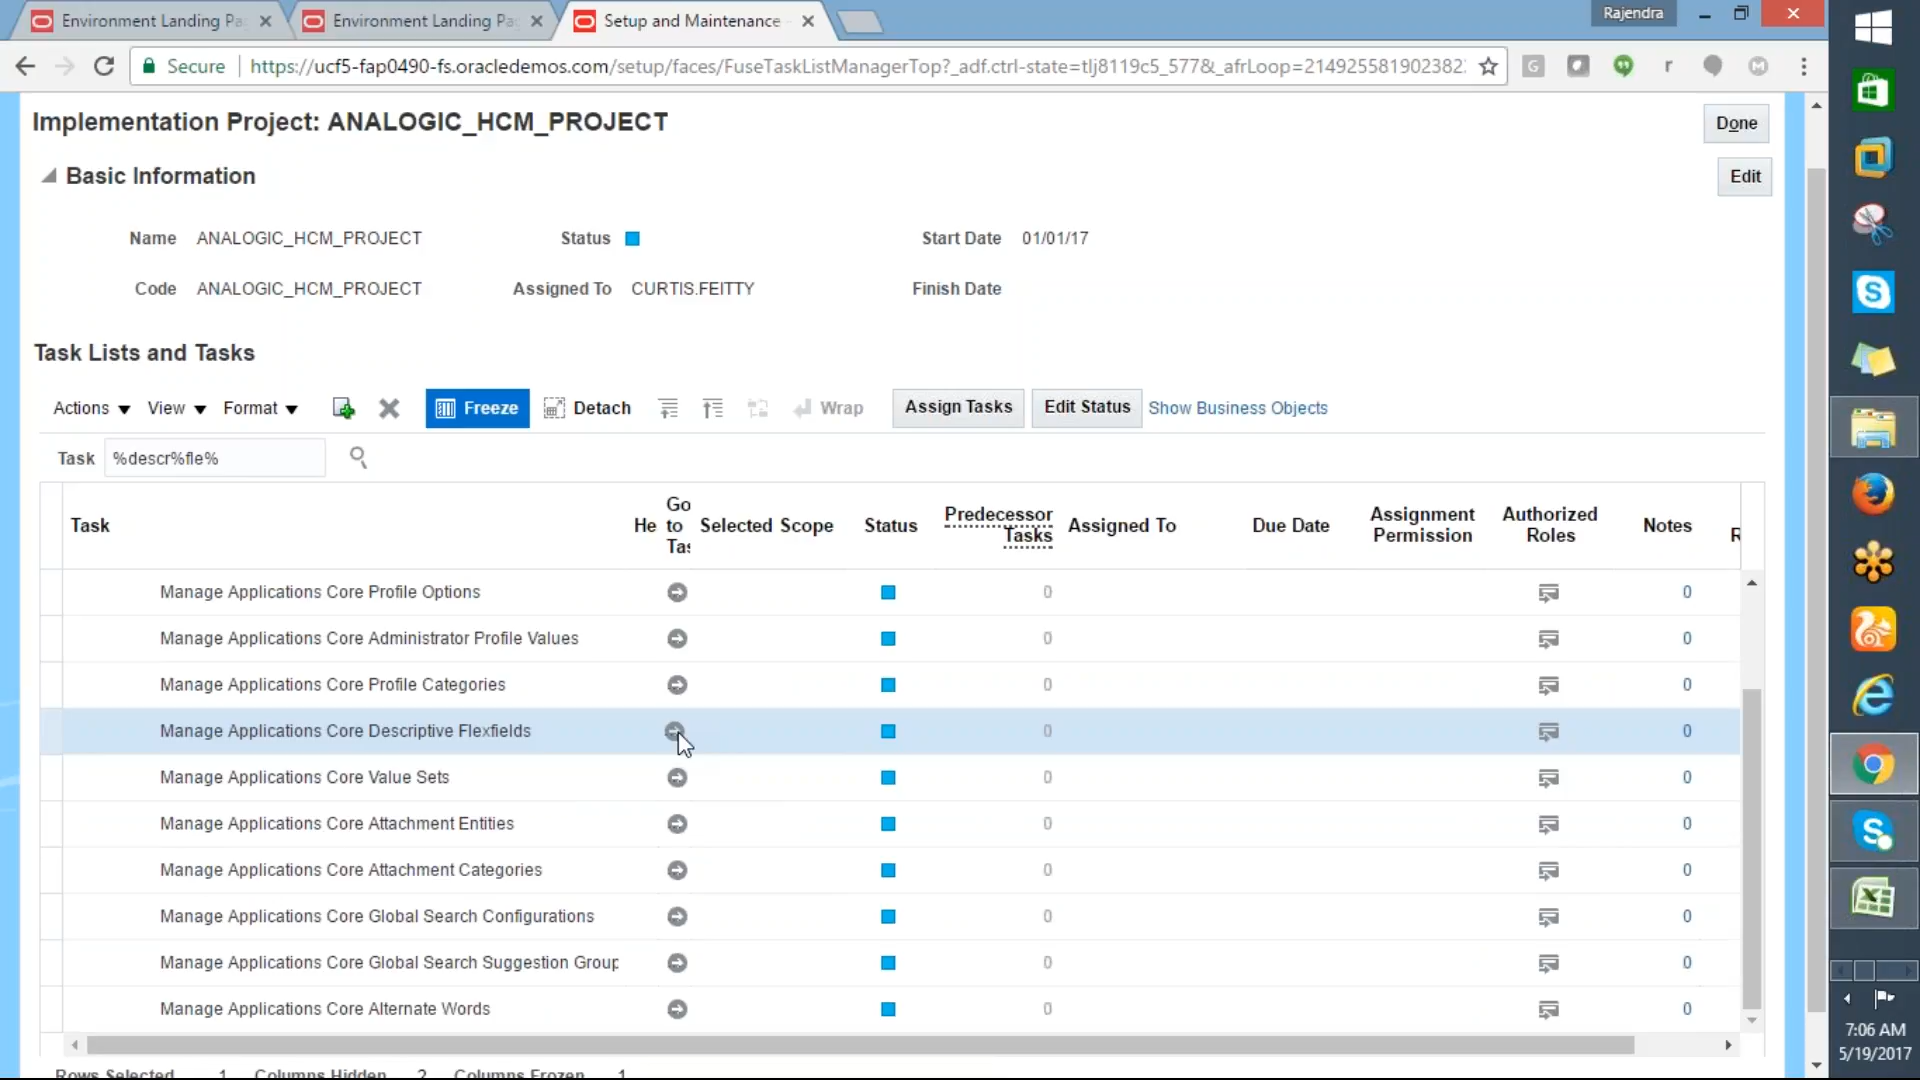 Environment Landing Pa
Environment Landing Pa
Setup and Maintenance
Rajendra
Secure
https://ucf5-fap0490-fs.oracledemos.com/setup/faces/FuseTaskListManagerTop?_adf.ctrl-state=tlj8119c5_577&_afrLoop=214925581902382
Implementation Project: ANALOGIC_HCM_PROJECT
Done
Basic Information
Edit
Name ANALOGIC_HCM_PROJECT Status Start Date 01/01/17
Code ANALOGIC_HCM_PROJECT Assigned To CURTIS.FEITTY Finish Date
Task Lists and Tasks
Actions View Format Freeze Detach Wrap Assign Tasks Edit Status Show Business Objects
Task %descr%fle%
Task He Go to Tas Selected Scope Status Predecessor Tasks Assigned To Due Date Assignment Permission Authorized Roles Notes R
Manage Applications Core Profile Options 0 0
Manage Applications Core Administrator Profile Values 0 0
Manage Applications Core Profile Categories 0 0
Manage Applications Core Descriptive Flexfields 0 0
Manage Applications Core Value Sets 0 0
Manage Applications Core Attachment Entities 0 0
Manage Applications Core Attachment Categories 0 0
Manage Applications Core Global Search Configurations 0 0
Manage Applications Core Global Search Suggestion Group 0 0
Manage Applications Core Alternate Words 0 0
Rows Selected 1 Columns Hidden 2 Columns Frozen 1
7:06 AM
5/19/2017